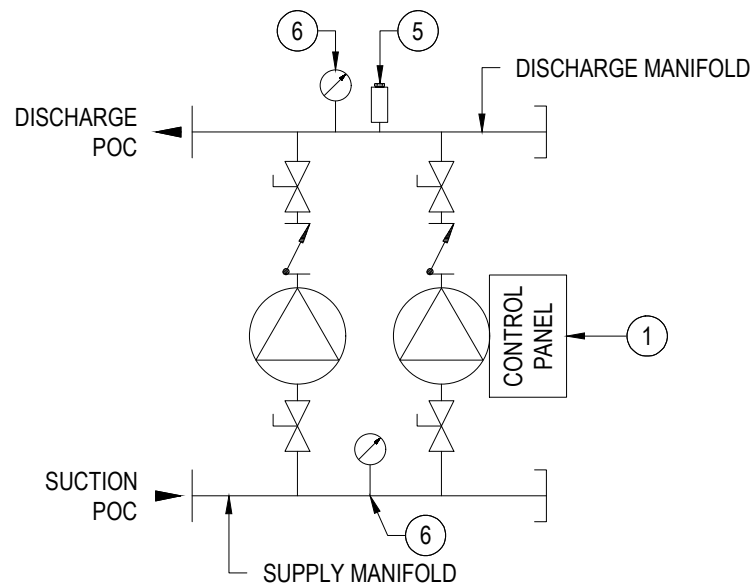 6
5
DISCHARGE MANIFOLD
DISCHARGE
POC
CONTROL
PANEL
1
SUCTION
POC
6
SUPPLY MANIFOLD